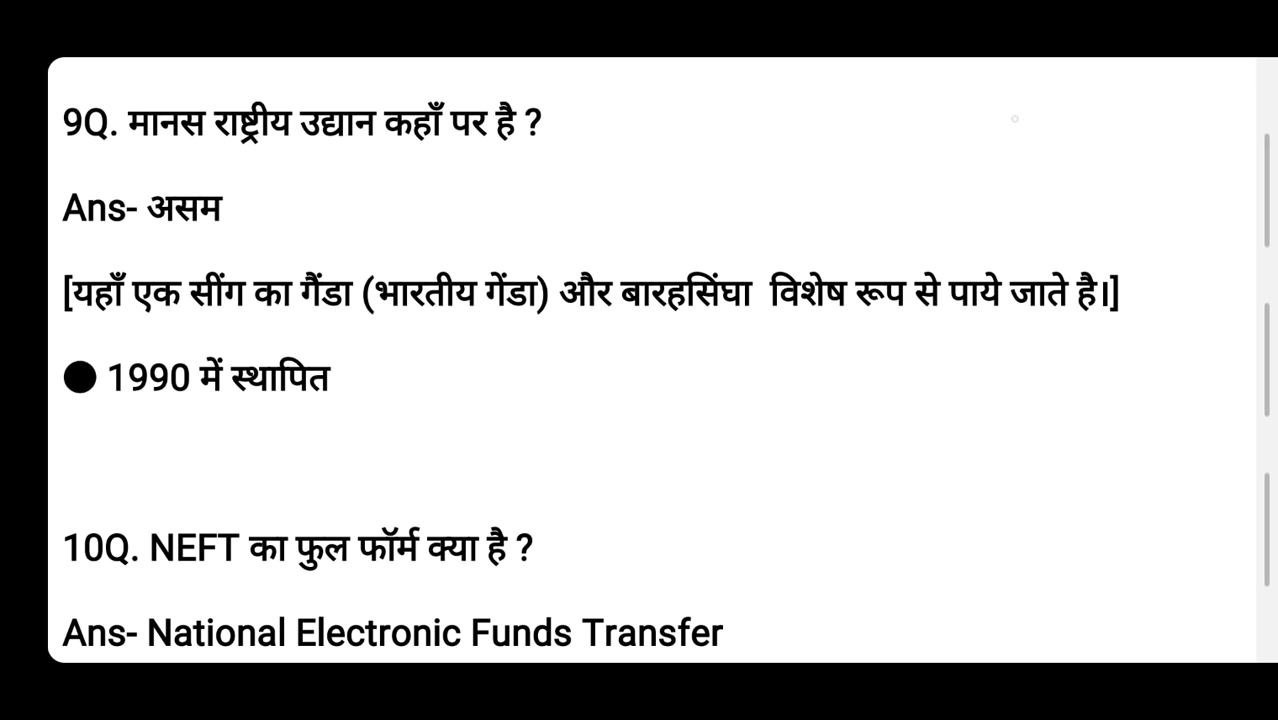 9Q. मानस राष्ट्रीय उद्यान कहाँ पर है ?
Ans- असम
[यहाँ एक सींग का गैंडा (भारतीय गेंडा) और बारहसिंघा विशेष रूप से पाये जाते है।]
● 1990 में स्थापित
10Q. NEFT का फुल फॉर्म क्या है ?
Ans- National Electronic Funds Transfer